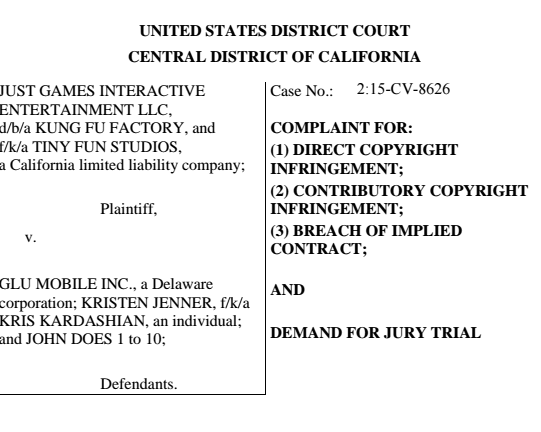 UNITED STATES DISTRICT COURT
CENTRAL DISTRICT OF CALIFORNIA
JUST GAMES INTERACTIVE
ENTERTAINMENT LLC,
d/b/a KUNG FU FACTORY, and
f/k/a TINY FUN STUDIOS,
a California limited liability company;
Plaintiff,
v.
GLU MOBILE INC., a Delaware
corporation; KRISTEN JENNER, f/k/a
KRIS KARDASHIAN, an individual;
and JOHN DOES 1 to 10;
Defendants.
Case No.: 2:15-CV-8626
COMPLAINT FOR:
(1) DIRECT COPYRIGHT
INFRINGEMENT;
(2) CONTRIBUTORY COPYRIGHT
INFRINGEMENT;
(3) BREACH OF IMPLIED
CONTRACT;
AND
DEMAND FOR JURY TRIAL